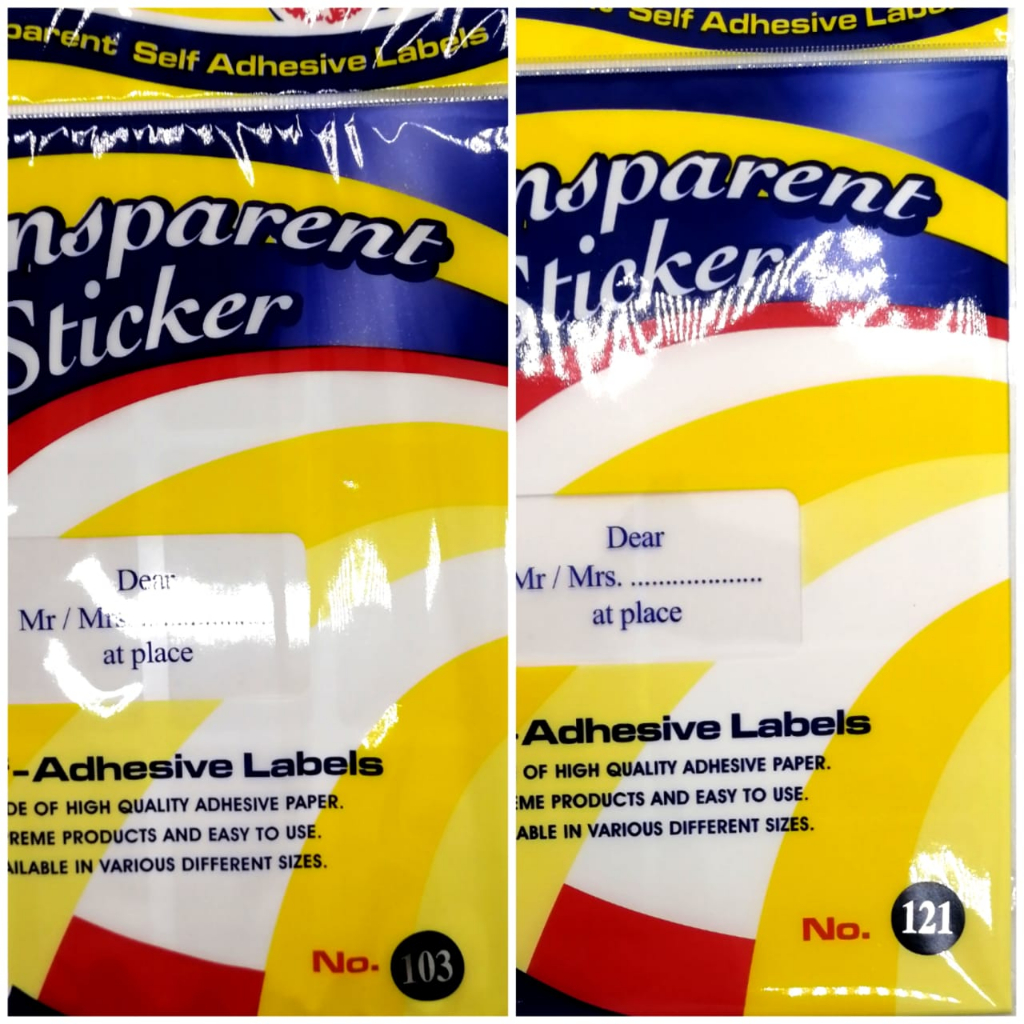 parent Self Adhesive Labels
nsparent
Sticker
Dear
Mr / Mrs. ....................
at place
-Adhesive Labels
DE OF HIGH QUALITY ADHESIVE PAPER.
REME PRODUCTS AND EASY TO USE.
AILABLE IN VARIOUS DIFFERENT SIZES.
No. 103
Self Adhesive Labe
nsparent
Sticker
Dear
Mr / Mrs. ....................
at place
-Adhesive Labels
OF HIGH QUALITY ADHESIVE PAPER.
EME PRODUCTS AND EASY TO USE.
ABLE IN VARIOUS DIFFERENT SIZES.
No. 121